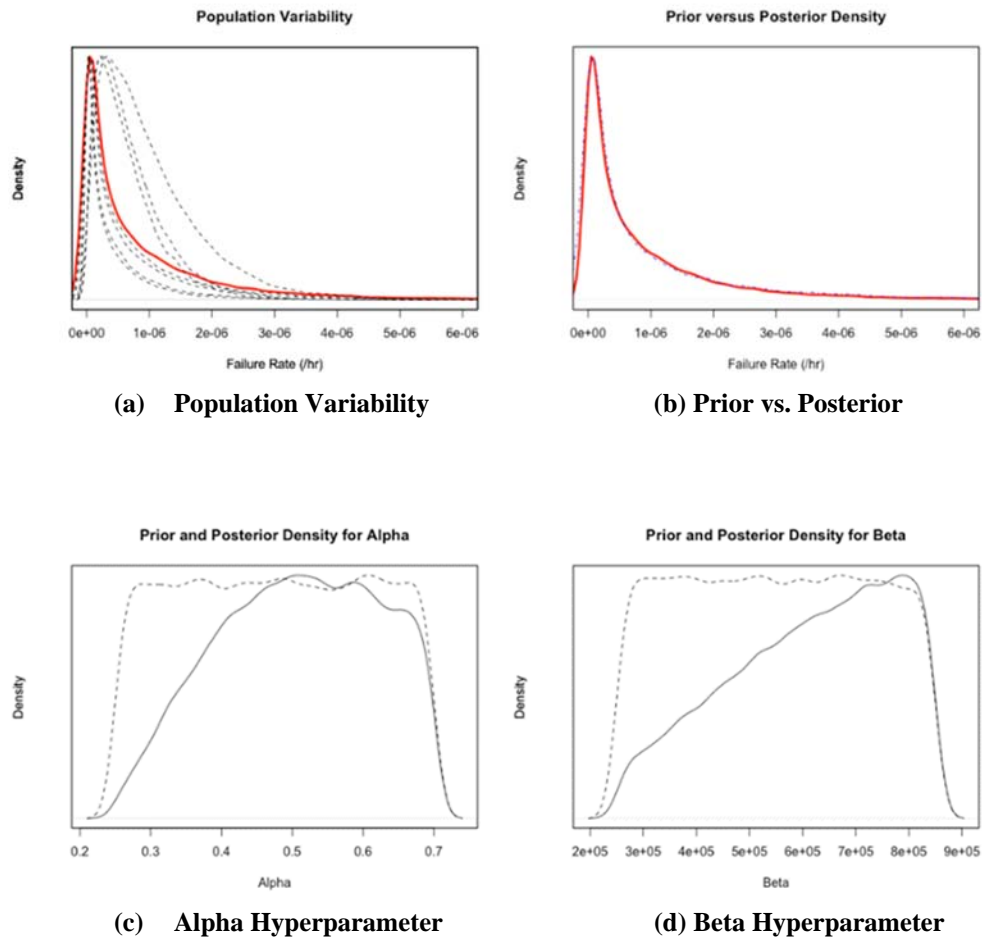 Population Variability
Density
0e+00 1e-06 2e-06 3e-06 4e-06 5e-06 6e-06
Failure Rate (/hr)
(a) Population Variability
Prior versus Posterior Density
Density
0e+00 1e-06 2e-06 3e-06 4e-06 5e-06 6e-06
Failure Rate (/hr)
(b) Prior vs. Posterior
Prior and Posterior Density for Alpha
Density
0.2 0.3 0.4 0.5 0.6 0.7
Alpha
(c) Alpha Hyperparameter
Prior and Posterior Density for Beta
Density
2e+05 3e+05 4e+05 5e+05 6e+05 7e+05 8e+05 9e+05
Beta
(d) Beta Hyperparameter